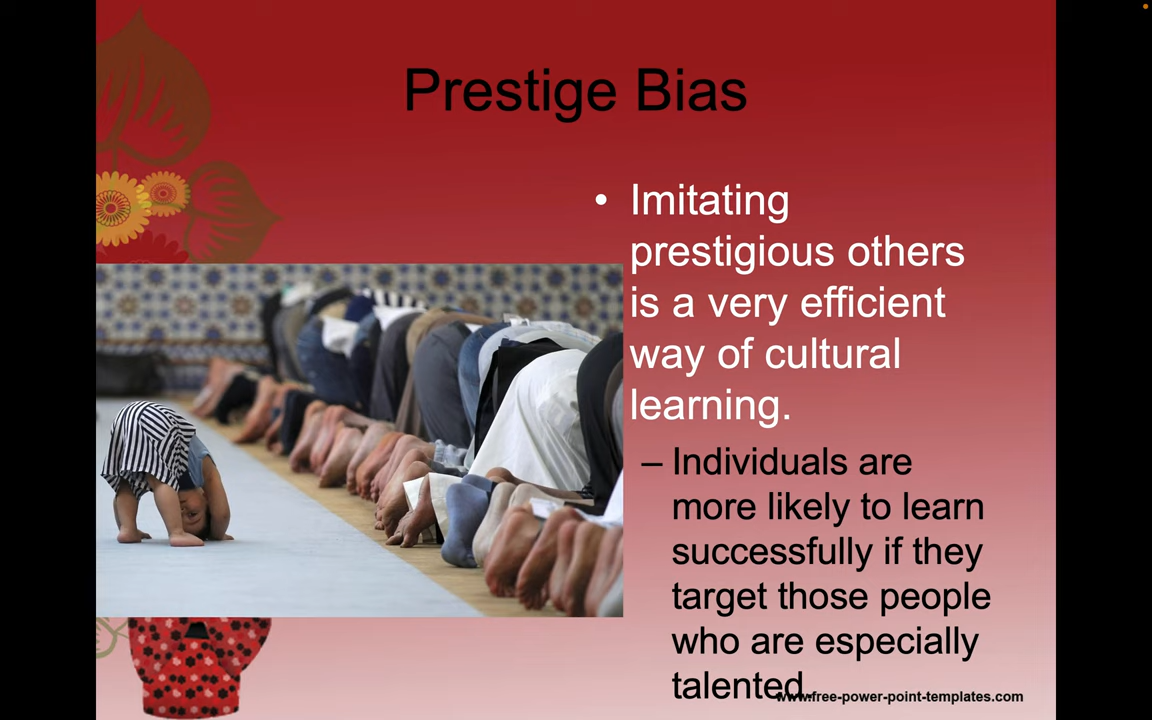 Prestige Bias
• Imitating
prestigious others
is a very efficient
way of cultural
learning.
– Individuals are
more likely to learn
successfully if they
target those people
who are especially
talented.
www.free-power-point-templates.com